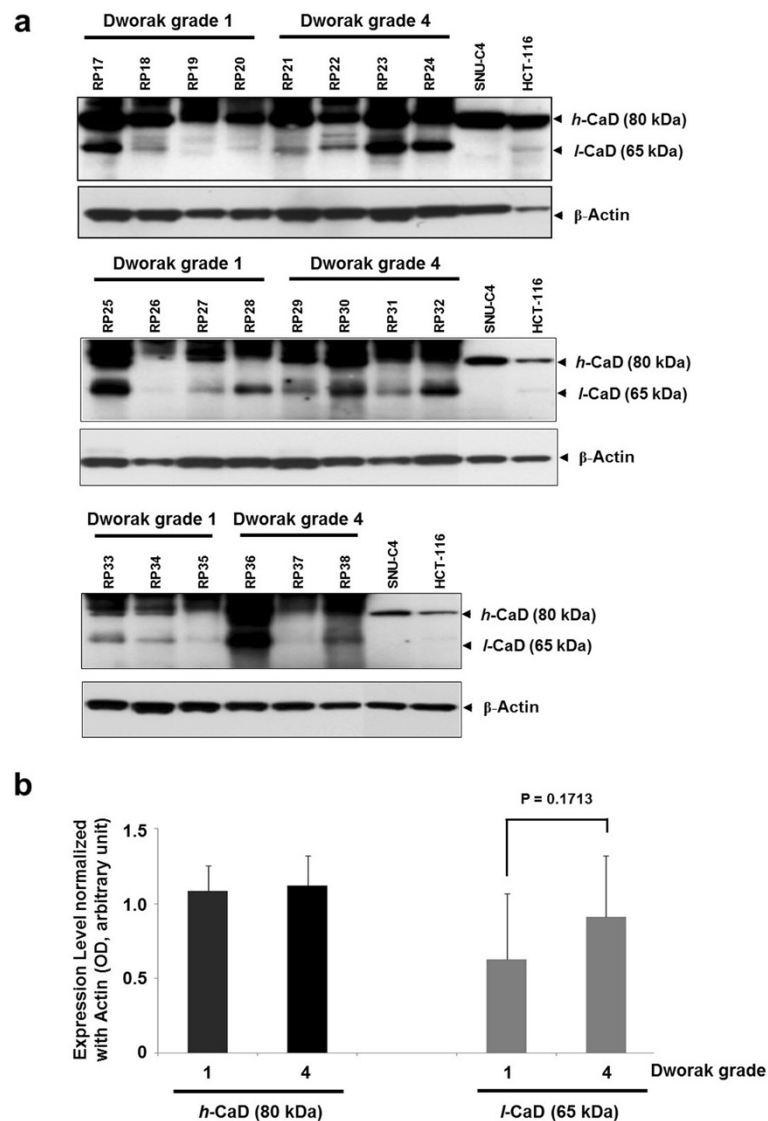 a
Dworak grade 1 Dworak grade 4
RP17 RP18 RP19 RP20 RP21 RP22 RP23 RP24 SNU-C4 HCT-116
h-CaD (80 kDa)
l-CaD (65 kDa)
β-Actin
Dworak grade 1 Dworak grade 4
RP25 RP26 RP27 RP28 RP29 RP30 RP31 RP32 SNU-C4 HCT-116
h-CaD (80 kDa)
l-CaD (65 kDa)
β-Actin
Dworak grade 1 Dworak grade 4
RP33 RP34 RP35 RP36 RP37 RP38 SNU-C4 HCT-116
h-CaD (80 kDa)
l-CaD (65 kDa)
β-Actin
b
P = 0.1713
Expression Level normalized
with Actin (OD, arbitrary unit)
1.5
1.0
0.5
0
1 4 1 4 Dworak grade
h-CaD (80 kDa) l-CaD (65 kDa)